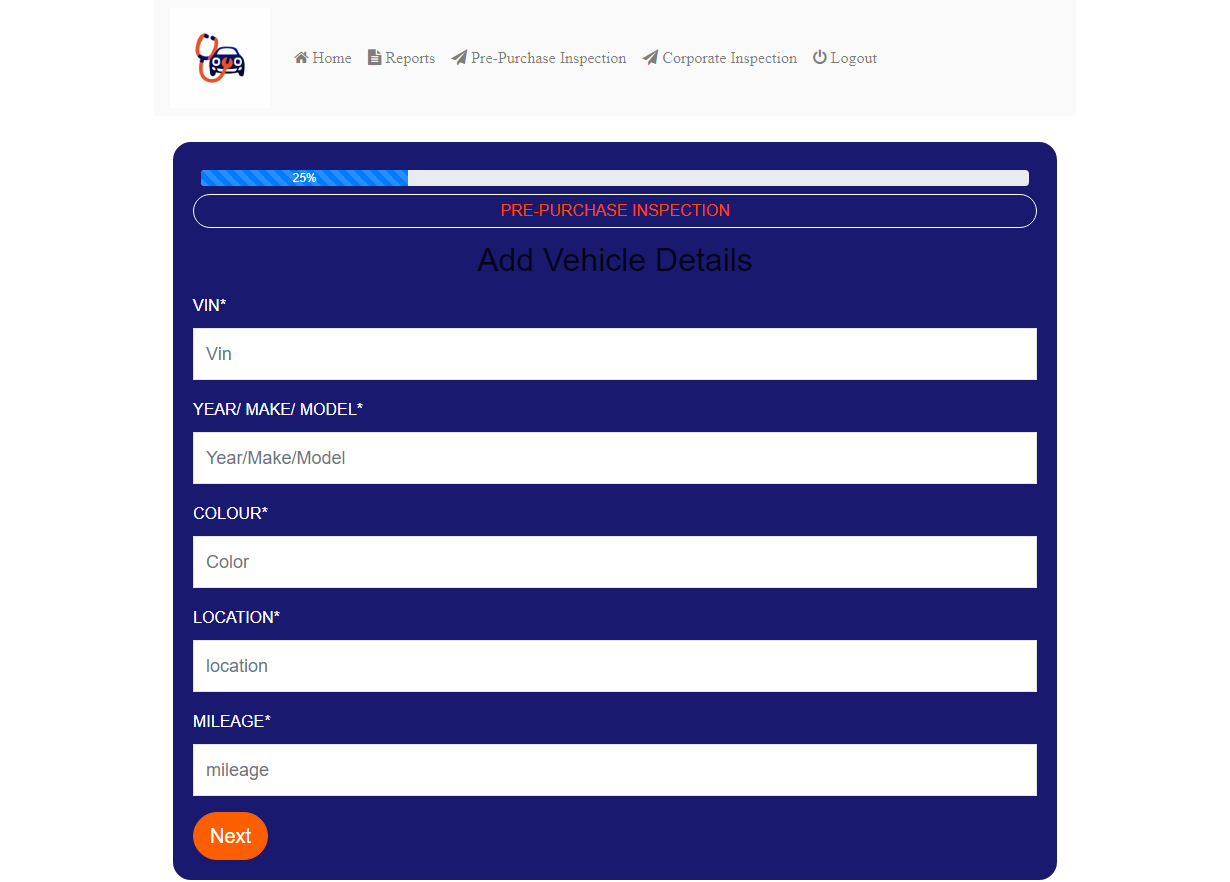 Home Reports Pre-Purchase Inspection Corporate Inspection Logout
25%
PRE-PURCHASE INSPECTION
Add Vehicle Details
VIN*
Vin
YEAR/ MAKE/ MODEL*
Year/Make/Model
COLOUR*
Color
LOCATION*
location
MILEAGE*
mileage
Next